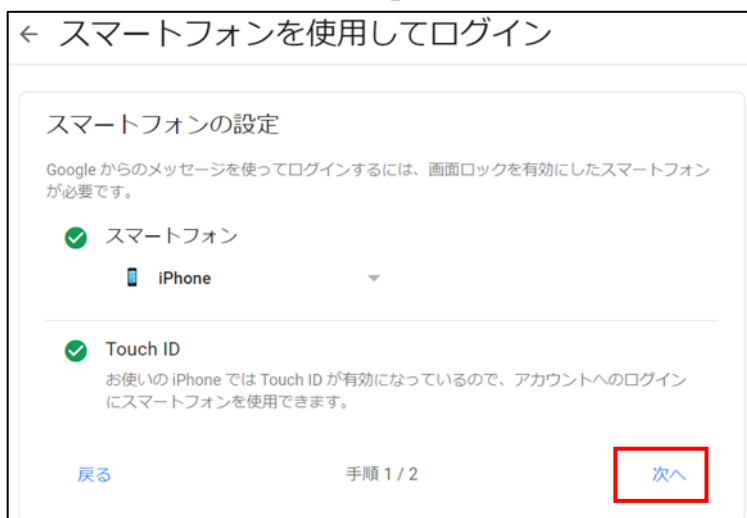 ← スマートフォンを使用してログイン
スマートフォンの設定
Google からのメッセージを使ってログインするには、画面ロックを有効にしたスマートフォン
が必要です。
スマートフォン
iPhone
Touch ID
お使いの iPhone では Touch ID が有効になっているので、アカウントへのログイン
にスマートフォンを使用できます。
戻る 手順 1 / 2 次へ